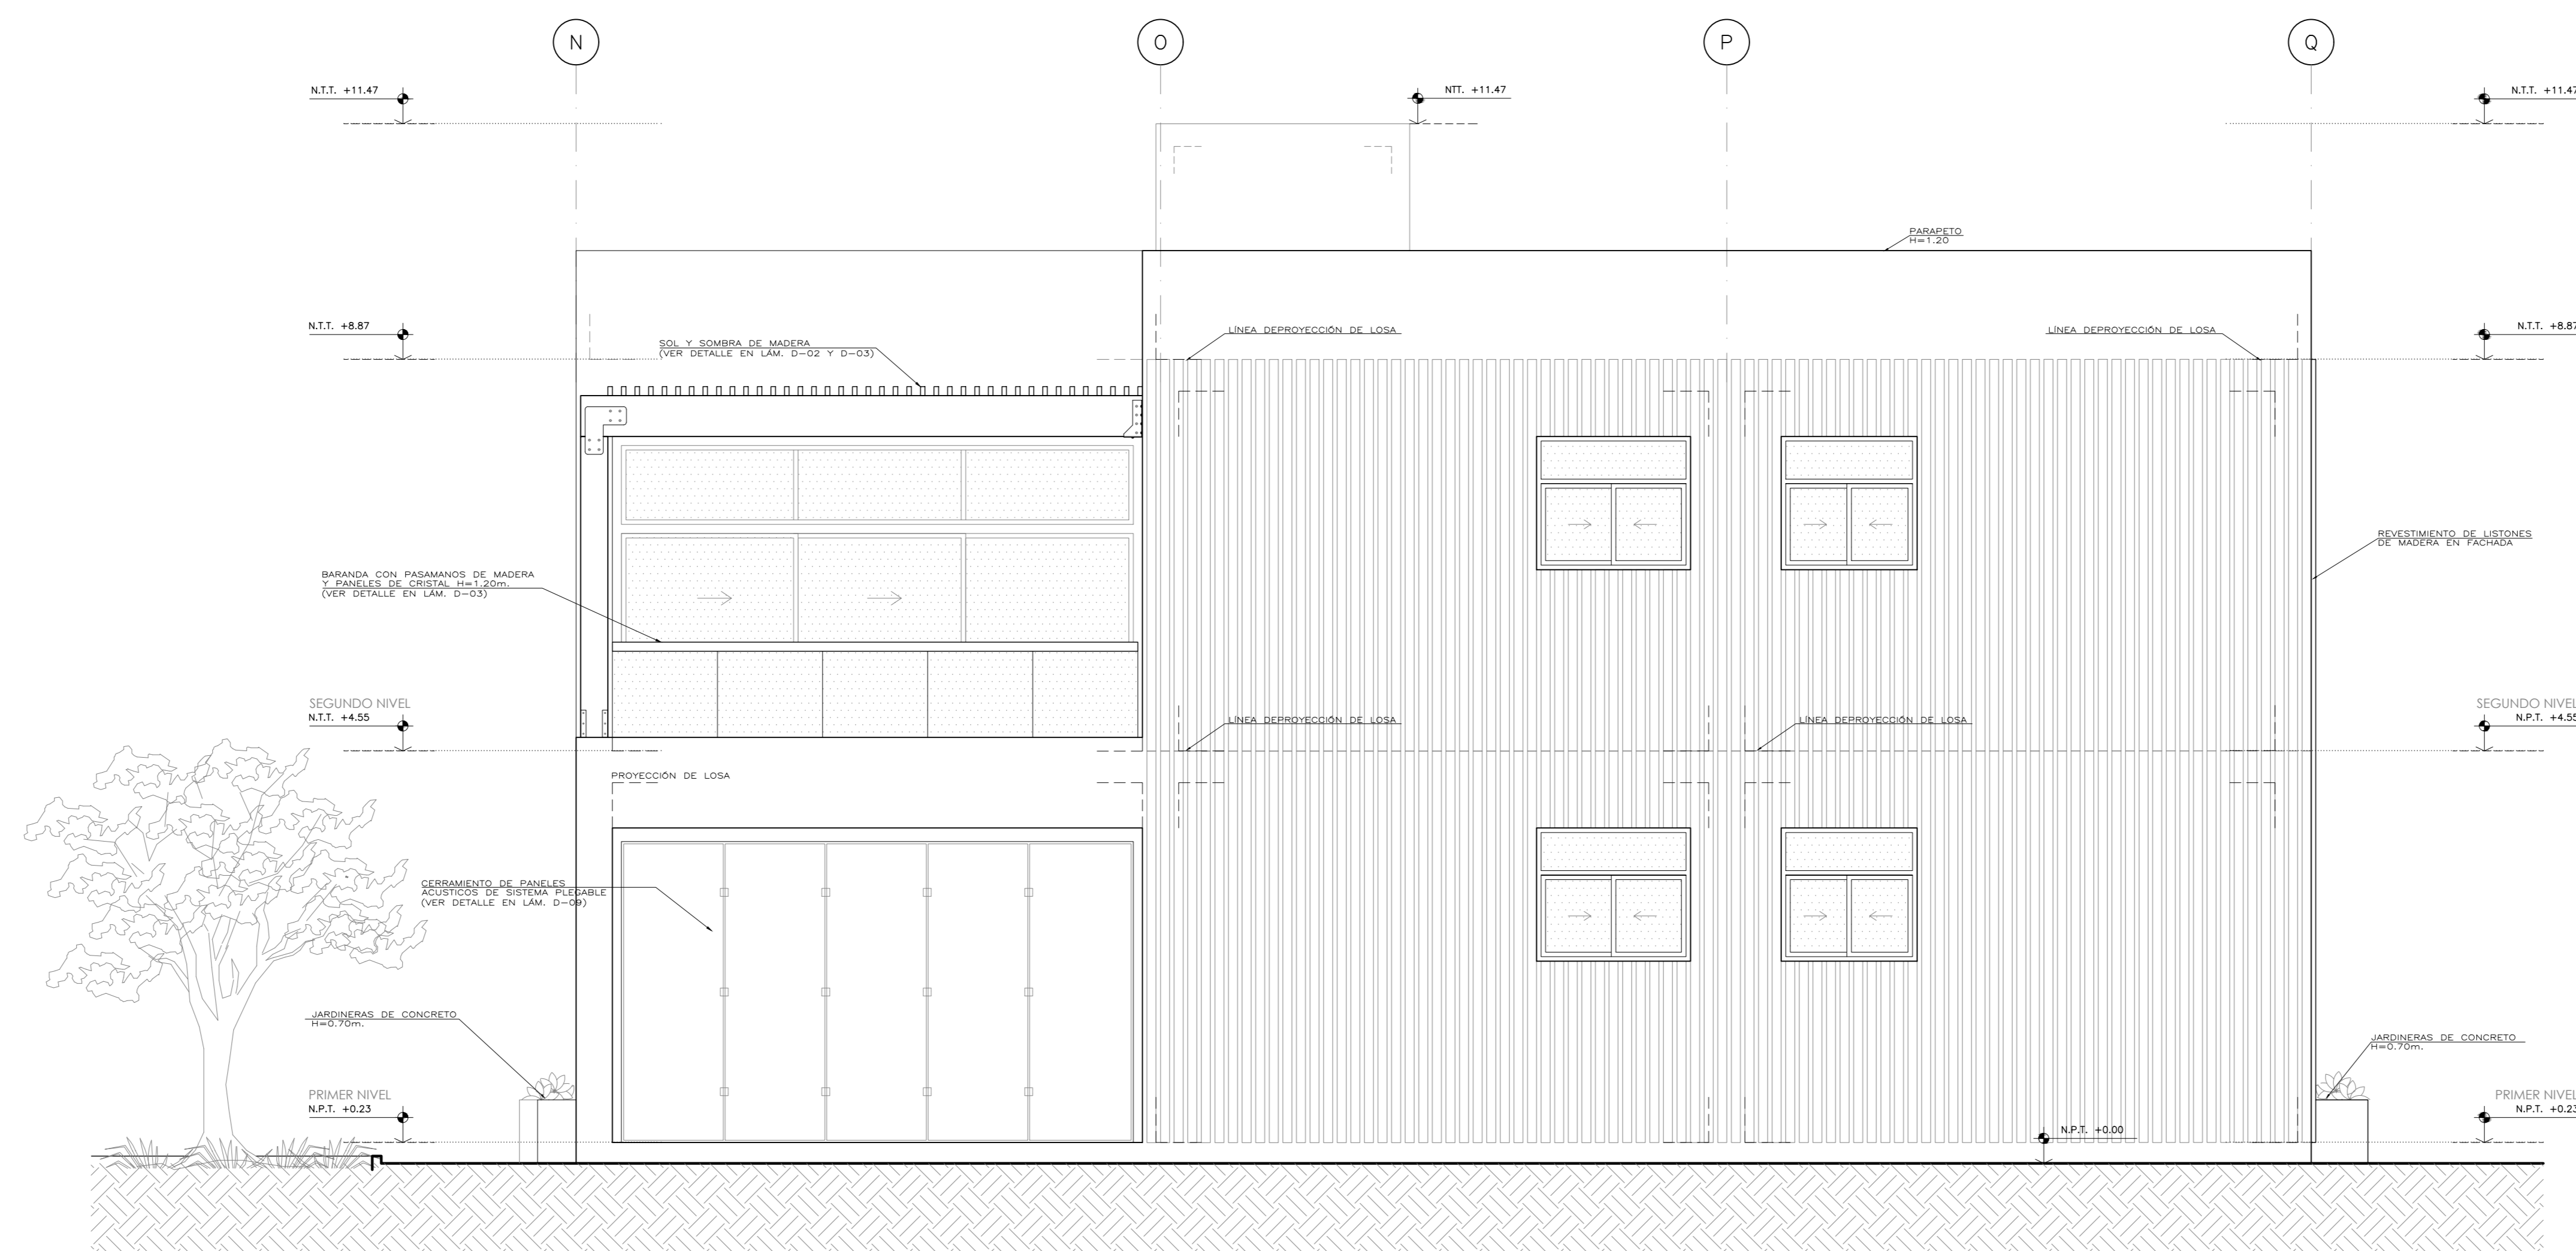 N
O
P
Q
N.T.T. +11.47
NTT. +11.47
N.T.T. +11.47
PARAPETO
H=1.20
N.T.T. +8.87
SOL Y SOMBRA DE MADERA
(VER DETALLE EN LÁM. D-02 Y D-03)
LÍNEA DEPROYECCIÓN DE LOSA
LÍNEA DEPROYECCIÓN DE LOSA
N.T.T. +8.87
REVESTIMIENTO DE LISTONES
DE MADERA EN FACHADA
BARANDA CON PASAMANOS DE MADERA
Y PANELES DE CRISTAL H=1.20m.
(VER DETALLE EN LÁM. D-03)
SEGUNDO NIVEL
N.T.T. +4.55
LÍNEA DEPROYECCIÓN DE LOSA
LÍNEA DEPROYECCIÓN DE LOSA
SEGUNDO NIVEL
N.P.T. +4.55
PROYECCIÓN DE LOSA
CERRAMIENTO DE PANELES
ACUSTICOS DE SISTEMA PLEGABLE
(VER DETALLE EN LÁM. D-09)
JARDINERAS DE CONCRETO
H=0.70m.
JARDINERAS DE CONCRETO
H=0.70m.
PRIMER NIVEL
N.P.T. +0.23
N.P.T. +0.00
PRIMER NIVEL
N.P.T. +0.23